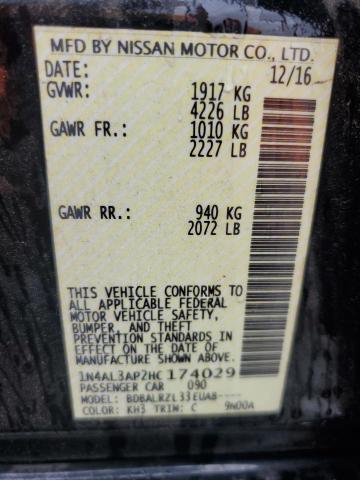 MFD BY NISSAN MOTOR CO., LTD.
DATE: 12/16
GVWR: 1917 KG
4226 LB
GAWR FR.: 1010 KG
2227 LB
GAWR RR.: 940 KG
2072 LB
THIS VEHICLE CONFORMS TO
ALL APPLICABLE FEDERAL
MOTOR VEHICLE SAFETY,
BUMPER, AND THEFT
PREVENTION STANDARDS IN
EFFECT ON THE DATE OF
MANUFACTURE SHOWN ABOVE.
1N4AL3AP2HC 174029
PASSENGER CAR 090
MODEL: BDBALRZL33EUA8----
COLOR: KH3 TRIM: C 9N00A